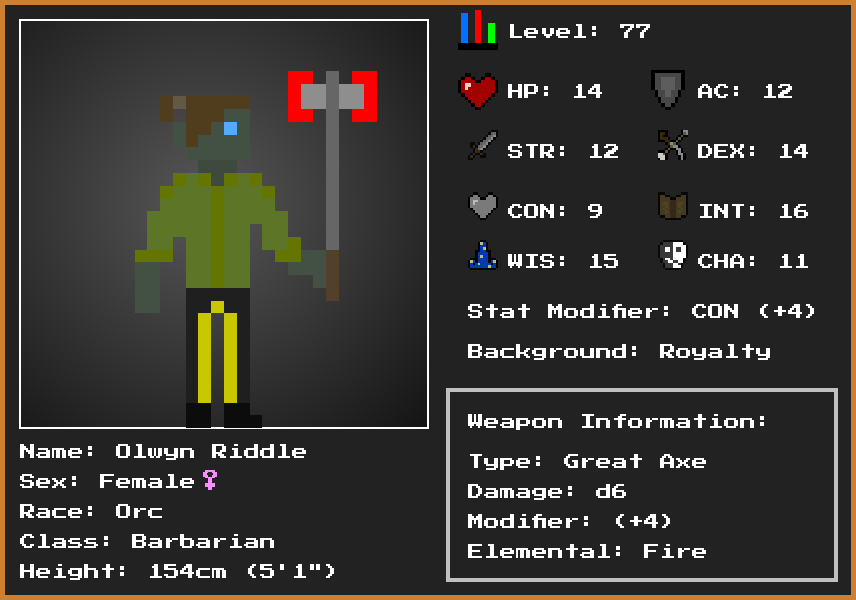 Level: 77
HP: 14
AC: 12
STR: 12
DEX: 14
CON: 9
INT: 16
WIS: 15
CHA: 11
Stat Modifier: CON (+4)
Background: Royalty
Weapon Information:
Type: Great Axe
Damage: d6
Modifier: (+4)
Elemental: Fire
Name: Olwyn Riddle
Sex: Female♀
Race: Orc
Class: Barbarian
Height: 154cm (5'1")